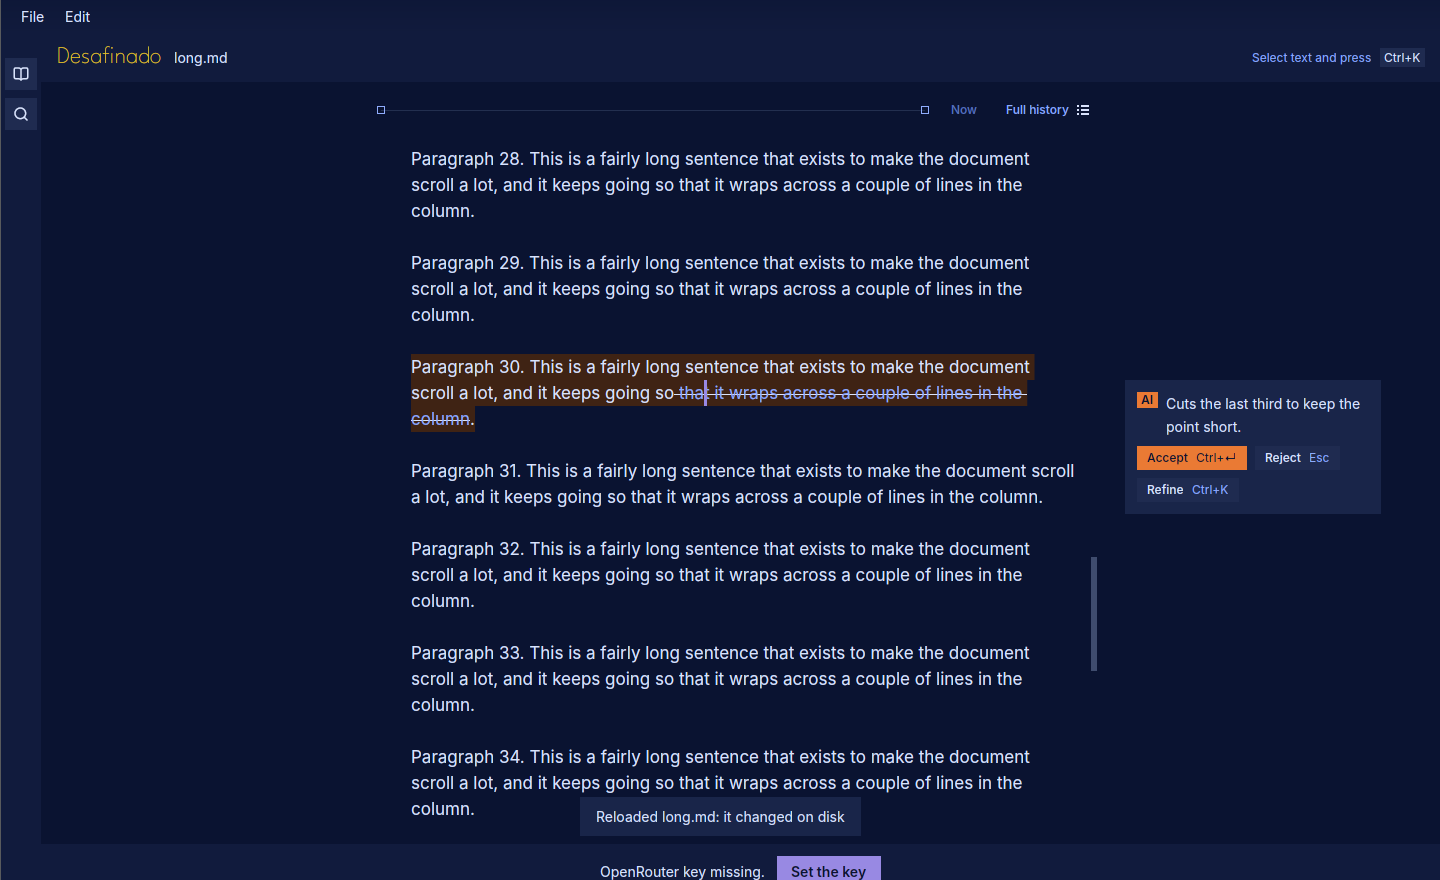 File Edit
Desafinado long.md
Select text and press Ctrl+K
Now Full history
Paragraph 28. This is a fairly long sentence that exists to make the document
scroll a lot, and it keeps going so that it wraps across a couple of lines in the
column.
Paragraph 29. This is a fairly long sentence that exists to make the document
scroll a lot, and it keeps going so that it wraps across a couple of lines in the
column.
Paragraph 30. This is a fairly long sentence that exists to make the document
scroll a lot, and it keeps going so that it wraps across a couple of lines in the
column.
AI Cuts the last third to keep the
point short.
Accept Ctrl+↵ Reject Esc
Refine Ctrl+K
Paragraph 31. This is a fairly long sentence that exists to make the document scroll
a lot, and it keeps going so that it wraps across a couple of lines in the column.
Paragraph 32. This is a fairly long sentence that exists to make the document
scroll a lot, and it keeps going so that it wraps across a couple of lines in the
column.
Paragraph 33. This is a fairly long sentence that exists to make the document
scroll a lot, and it keeps going so that it wraps across a couple of lines in the
column.
Paragraph 34. This is a fairly long sentence that exists to make the document
scroll a lot, and it keeps going so that it wraps across a couple of lines in the
column.
Reloaded long.md: it changed on disk
OpenRouter key missing. Set the key